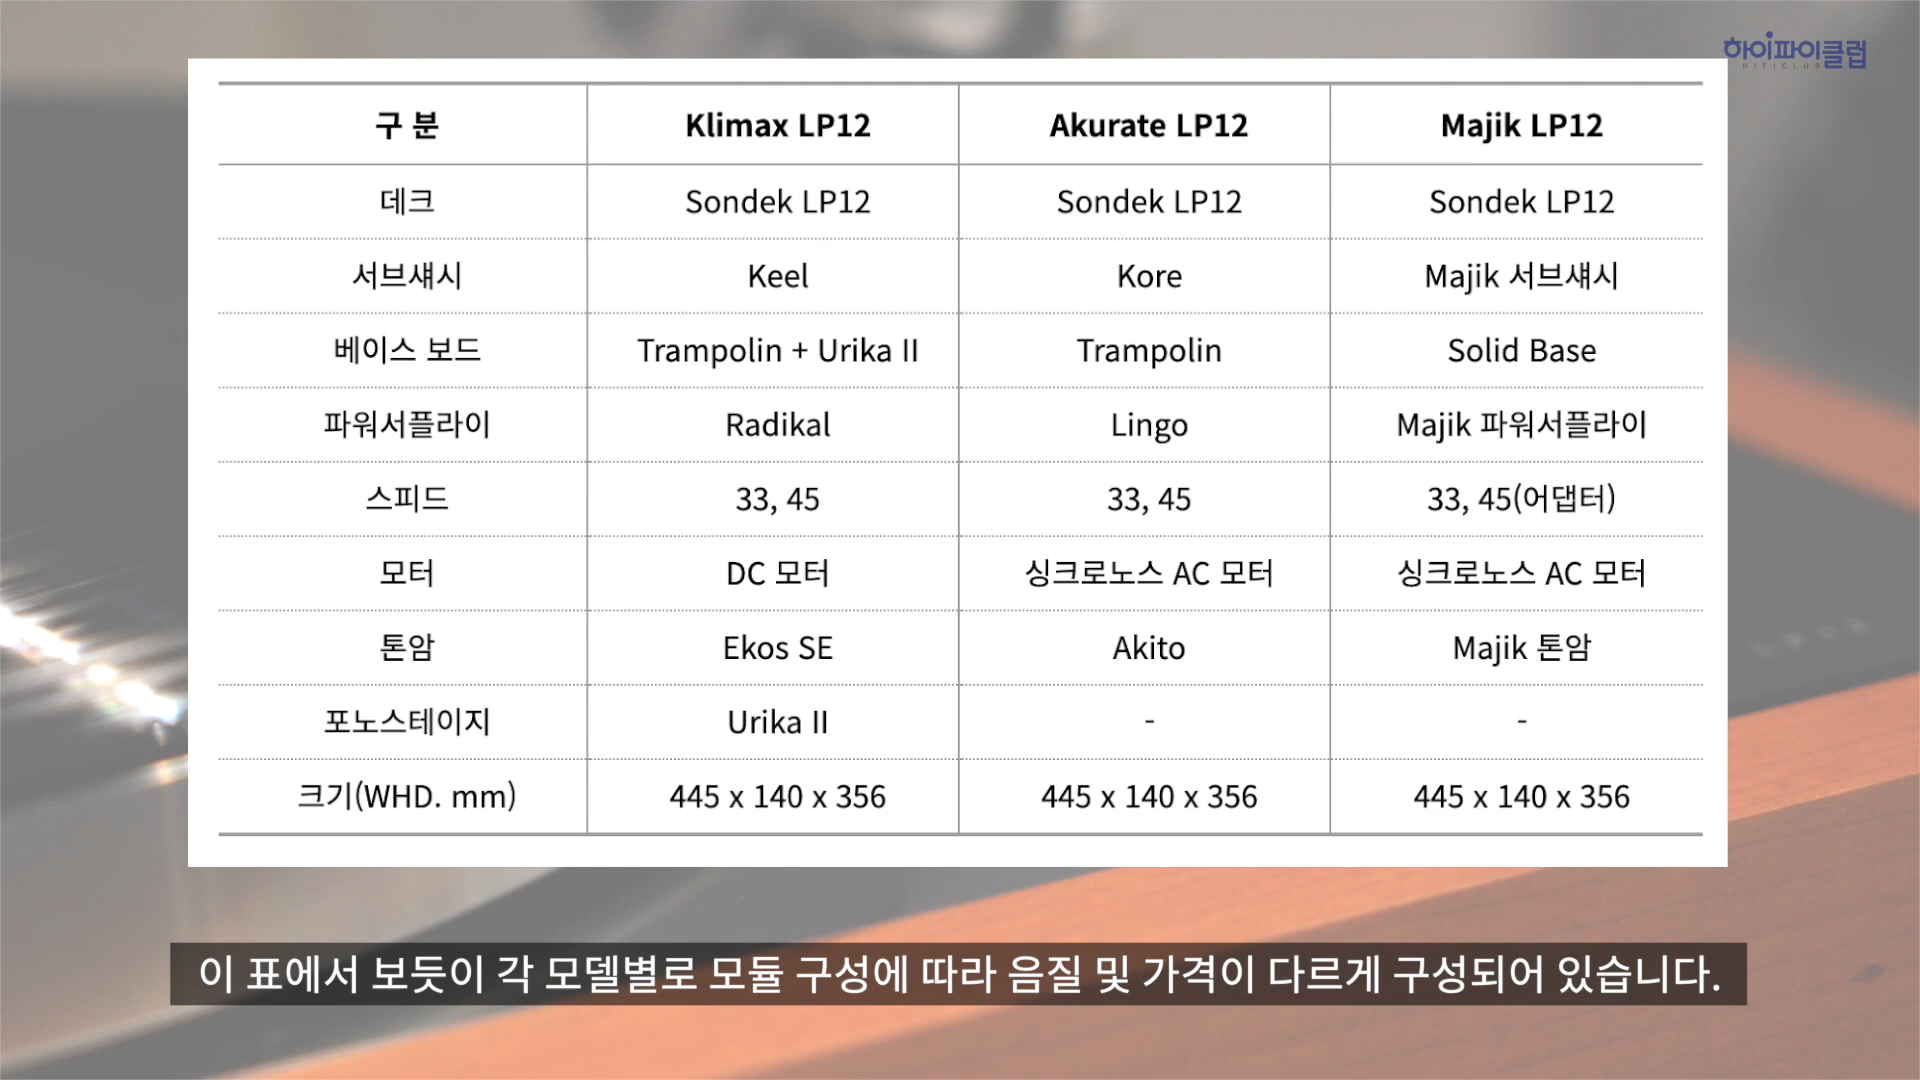 하이파이클럽
HIFICLUB
구 분 Klimax LP12 Akurate LP12 Majik LP12
데크 Sondek LP12 Sondek LP12 Sondek LP12
서브섀시 Keel Kore Majik 서브섀시
베이스 보드 Trampolin + Urika II Trampolin Solid Base
파워서플라이 Radikal Lingo Majik 파워서플라이
스피드 33, 45 33, 45 33, 45(어댑터)
모터 DC 모터 싱크로노스 AC 모터 싱크로노스 AC 모터
톤암 Ekos SE Akito Majik 톤암
포노스테이지 Urika II - -
크기(WHD. mm) 445 x 140 x 356 445 x 140 x 356 445 x 140 x 356
이 표에서 보듯이 각 모델별로 모듈 구성에 따라 음질 및 가격이 다르게 구성되어 있습니다.